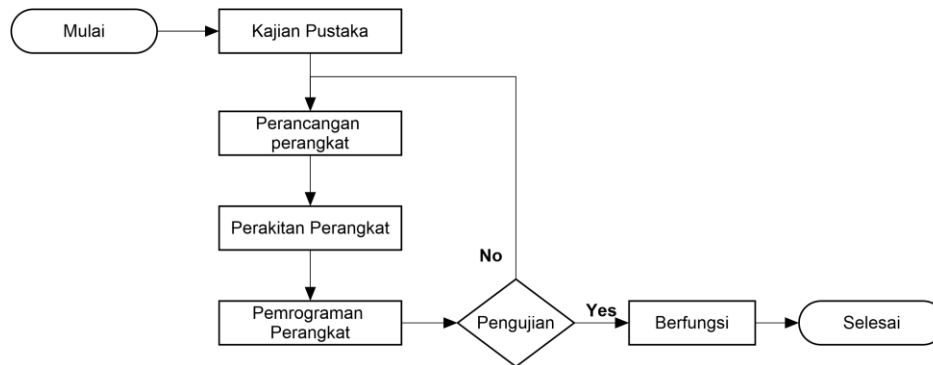 Mulai
Kajian Pustaka
Perancangan
perangkat
Perakitan Perangkat
No
Pemrograman
Perangkat
Pengujian
Yes
Berfungsi
Selesai